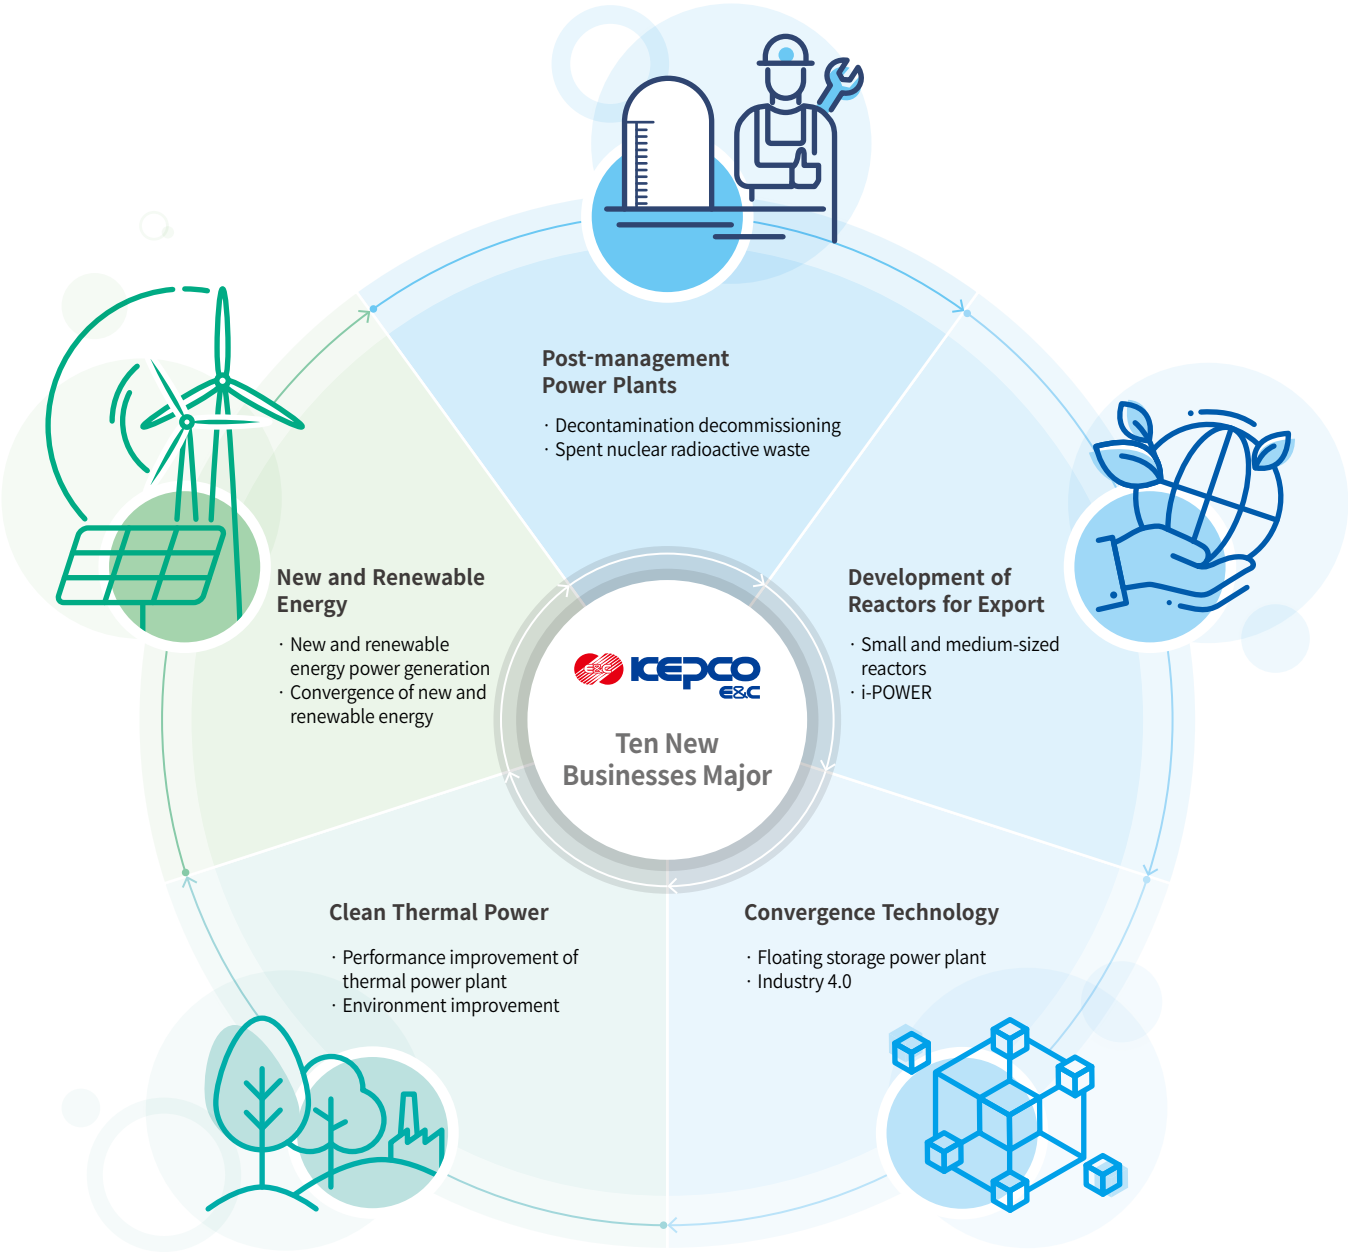 Post-management
Power Plants
· Decontamination decommissioning
· Spent nuclear radioactive waste
New and Renewable
Energy
· New and renewable
energy power generation
· Convergence of new and
renewable energy
Development of
Reactors for Export
· Small and medium-sized
reactors
· i-POWER
E&C
KEPCO
E&C
Ten New
Businesses Major
Clean Thermal Power
· Performance improvement of
thermal power plant
· Environment improvement
Convergence Technology
· Floating storage power plant
· Industry 4.0